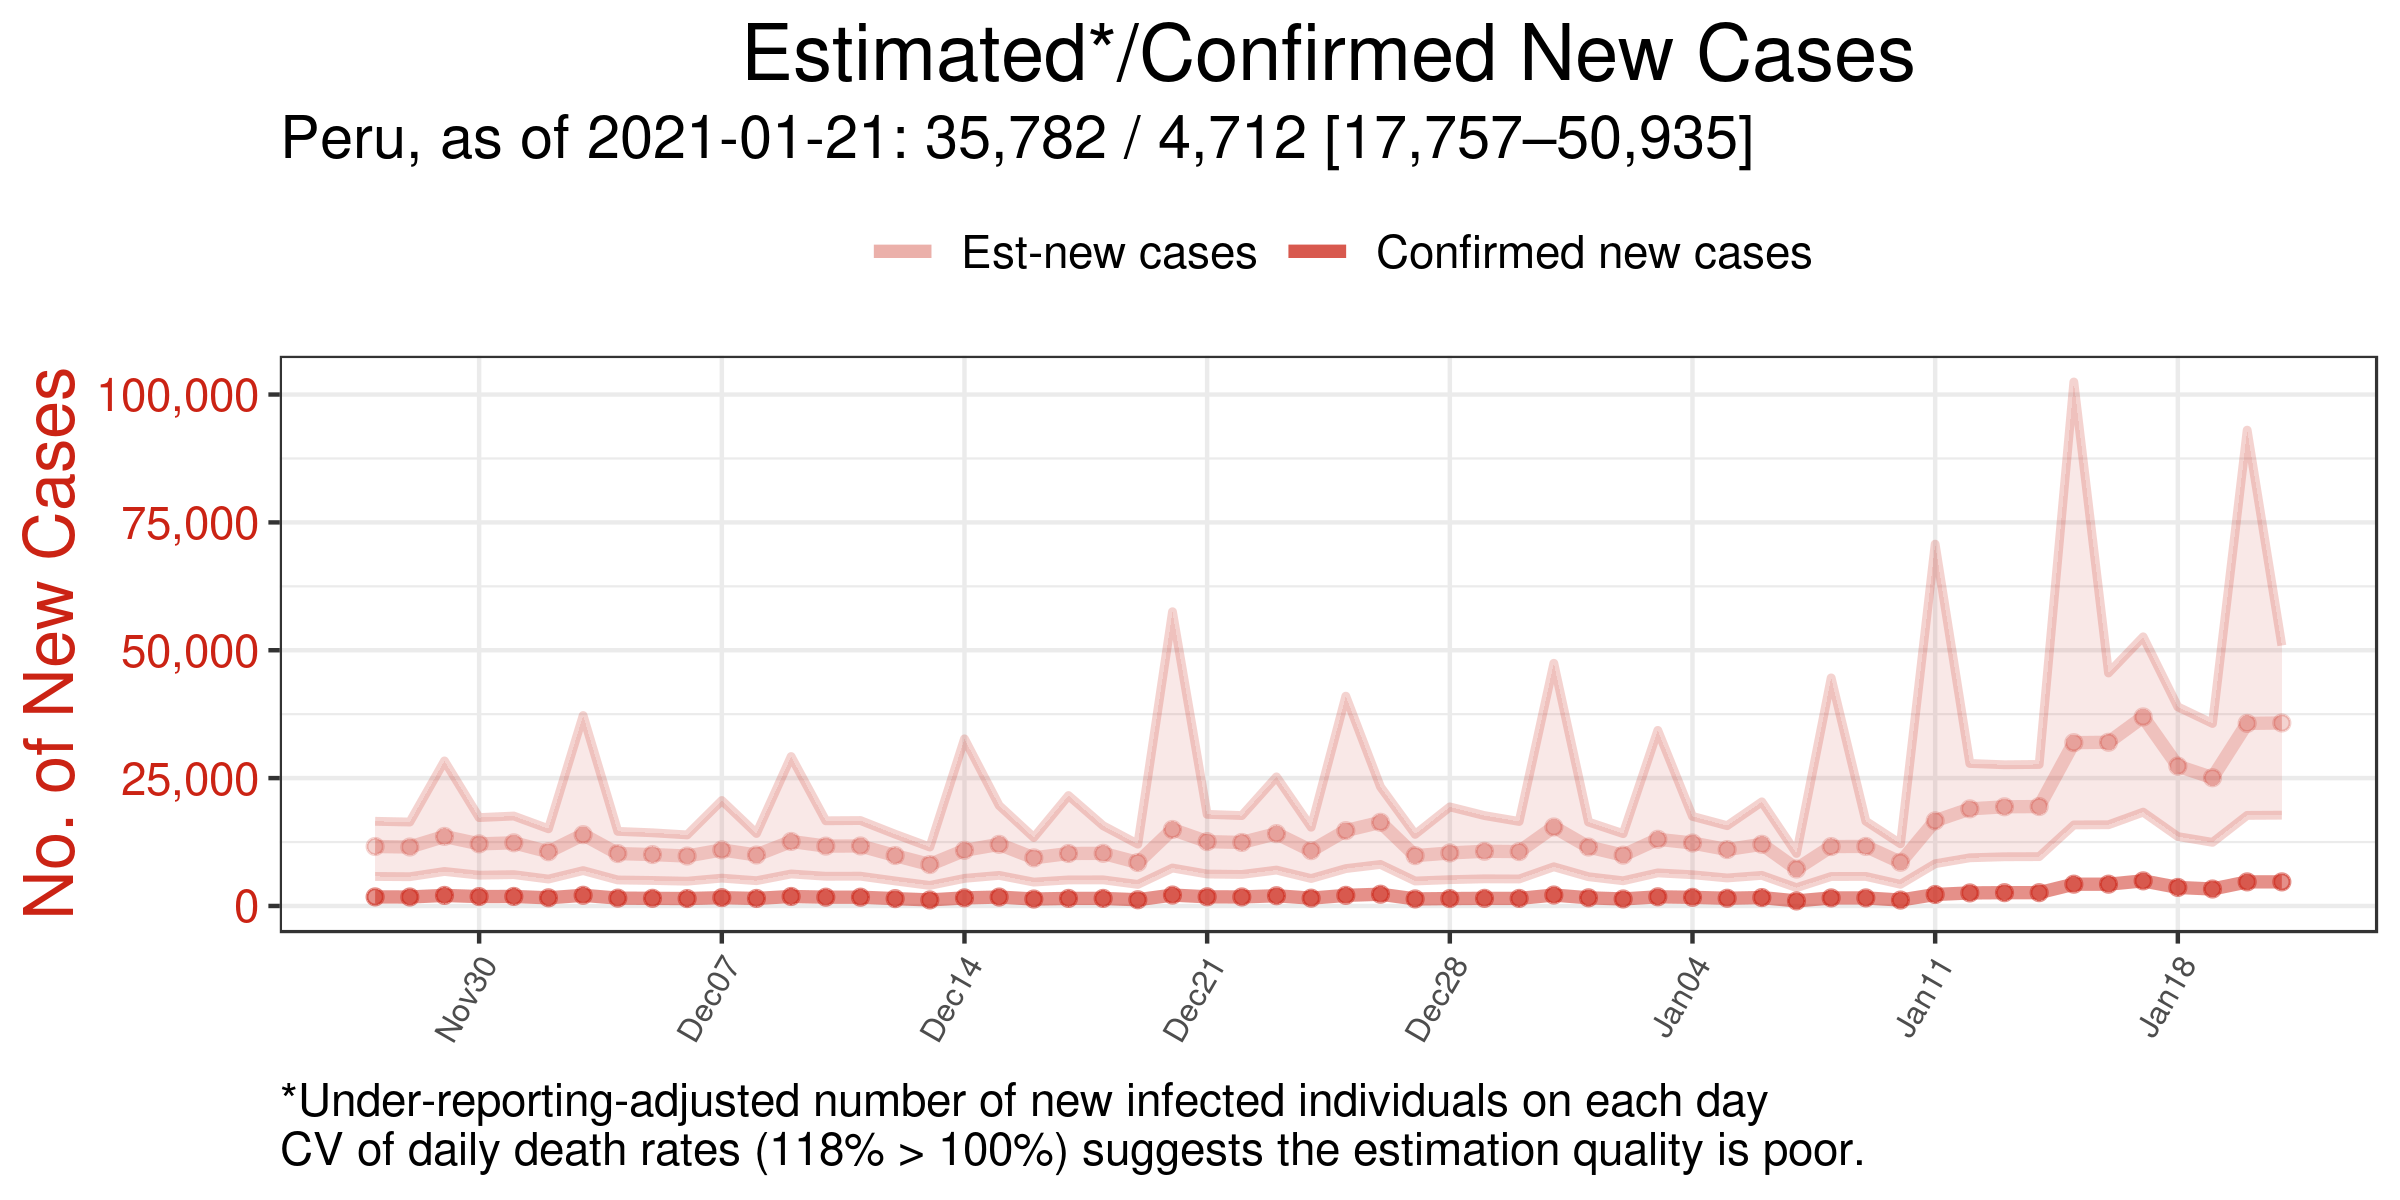 Estimated*/Confirmed New Cases
Peru, as of 2021-01-21: 35,782 / 4,712 [17,757–50,935]
Est-new cases Confirmed new cases
No. of New Cases
100,000
75,000
50,000
25,000
0
Nov30 Dec07 Dec14 Dec21 Dec28 Jan04 Jan11 Jan18
*Under-reporting-adjusted number of new infected individuals on each day
CV of daily death rates (118% > 100%) suggests the estimation quality is poor.